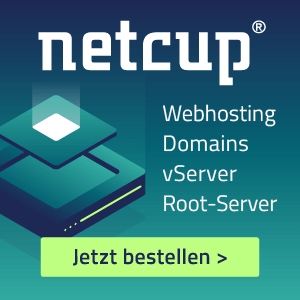 netcup®
Webhosting
Domains
vServer
Root-Server
Jetzt bestellen >